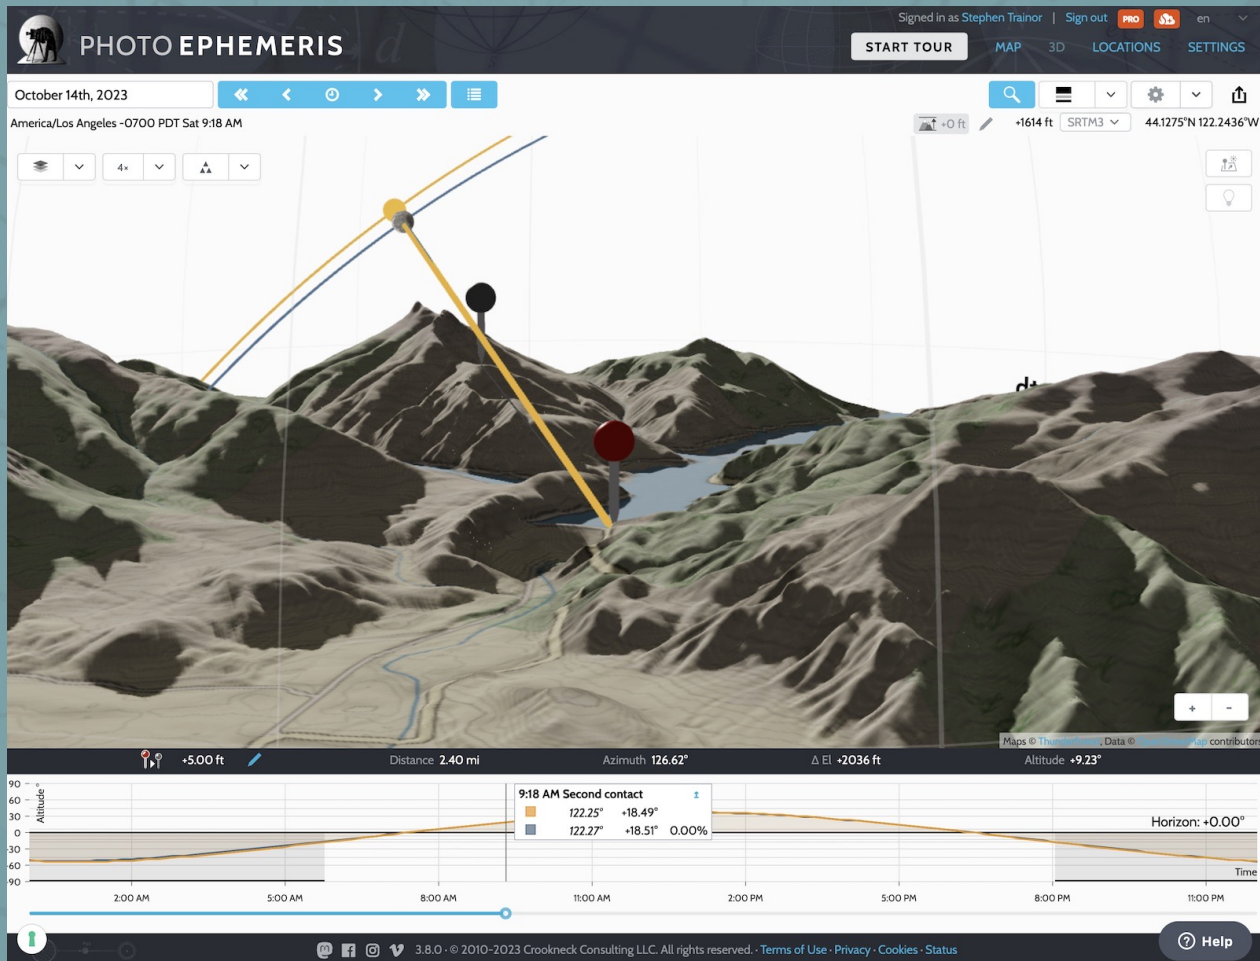 Signed in as Stephen Trainor | Sign out PRO en
PHOTO EPHEMERIS
START TOUR MAP 3D LOCATIONS SETTINGS
October 14th, 2023
America/Los Angeles -0700 PDT Sat 9:18 AM
+0 ft +1614 ft SRTM3 44.1275°N 122.2436°W
4x
+ -
Maps © , Data © contributors
+5.00 ft Distance 2.40 mi Azimuth 126.62° Δ El +2036 ft Altitude +9.23°
90
60
30
0
-30
-60
-90
Altitude °
9:18 AM Second contact
122.25° +18.49°
122.27° +18.51° 0.00%
Horizon: +0.00°
Time
2:00 AM 5:00 AM 8:00 AM 11:00 AM 2:00 PM 5:00 PM 8:00 PM 11:00 PM
3.8.0 · © 2010-2023 Crookneck Consulting LLC. All rights reserved. · Terms of Use · Privacy · Cookies · Status
? Help